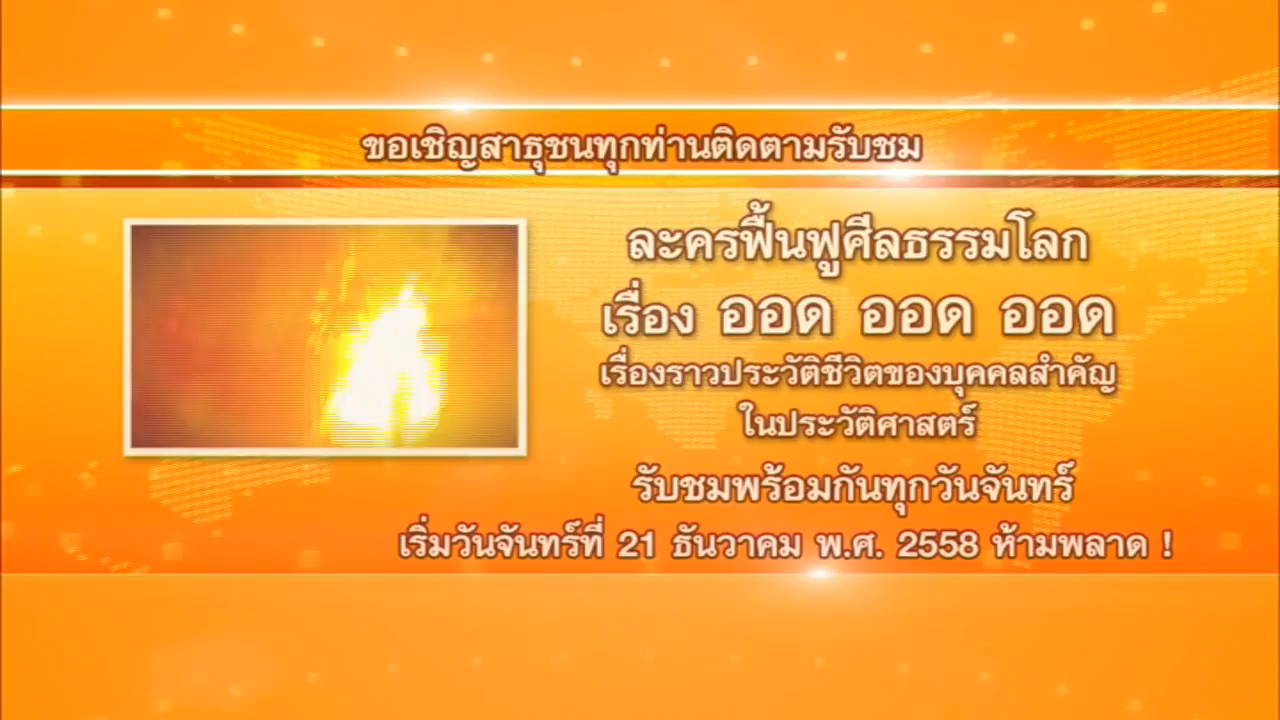 ขอเชิญสาธุชนทุกท่านติดตามรับชม
ละครฟื้นฟูศีลธรรมโลก
เรื่อง ออด ออด ออด
เรื่องราวประวัติชีวิตของบุคคลสำคัญ
ในประวัติศาสตร์
รับชมพร้อมกันทุกวันจันทร์
เริ่มวันจันทร์ที่ 21 ธันวาคม พ.ศ. 2558 ห้ามพลาด !